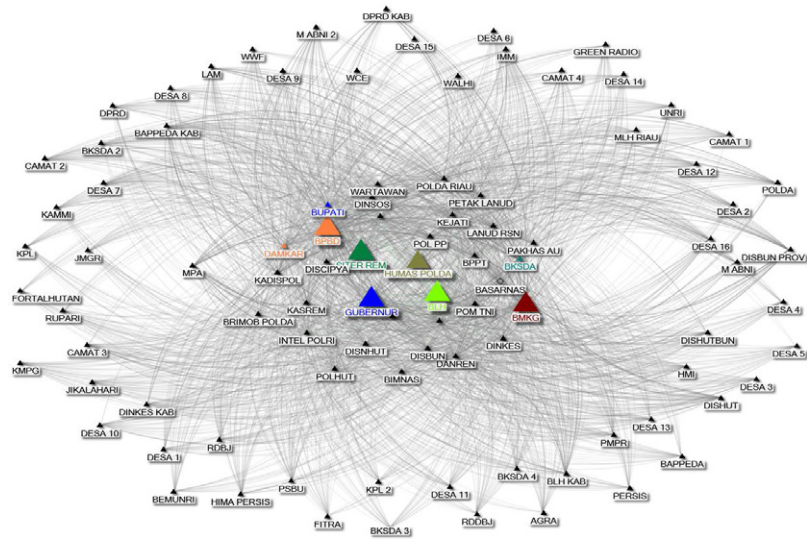 DPRD KAB
M ABNI 2
DESA 15
DESA 6
IMM
GREEN RADIO
WWF
LAM
DESA 9
WCE
WALHI
CAMAT 4
DESA 14
DESA 8
DPRD
BAPPEDA KAB
UNRI
MLH RIAU
CAMAT 1
BKSDA 2
CAMAT 2
DESA 7
WARTAWAN
POLDA RIAU
DESA 12
POLDA
DINSOS
PETAK LANUD
KAMMI
BUPATI
KEJATI
LANUD RSN
DESA 2
BPBD
POL PP
PAKHAS AU
DESA 16
KPL
JMGR
DAMKAR
DISBUN PROV
MPA
DISCIPYA
SITER REM
HUMAS POLDA
BPPT
BKSDA
M ABNI
KADISPOL
BASARNAS
FORTALHUTAN
RUPARI
KASREM
GUBERNUR
BLH
POM TNI
BMKG
DESA 4
BRIMOB POLDA
INTEL POLRI
DINKES
DISHUTBUN
CAMAT 3
DISNHUT
DISBUN
DANREN
DESA 5
KMPG
POLHUT
BIMNAS
HMI
JIKALAHARI
DESA 3
DINKES KAB
DISHUT
DESA 10
RDBJ
DESA 13
DESA 1
PMPR
BAPPEDA
BEMUNRI
HIMA PERSIS
PSBU
KPL 2
DESA 11
BKSDA 4
BLH KAB
PERSIS
FITRA
BKSDA 3
RDDBJ
AGRA